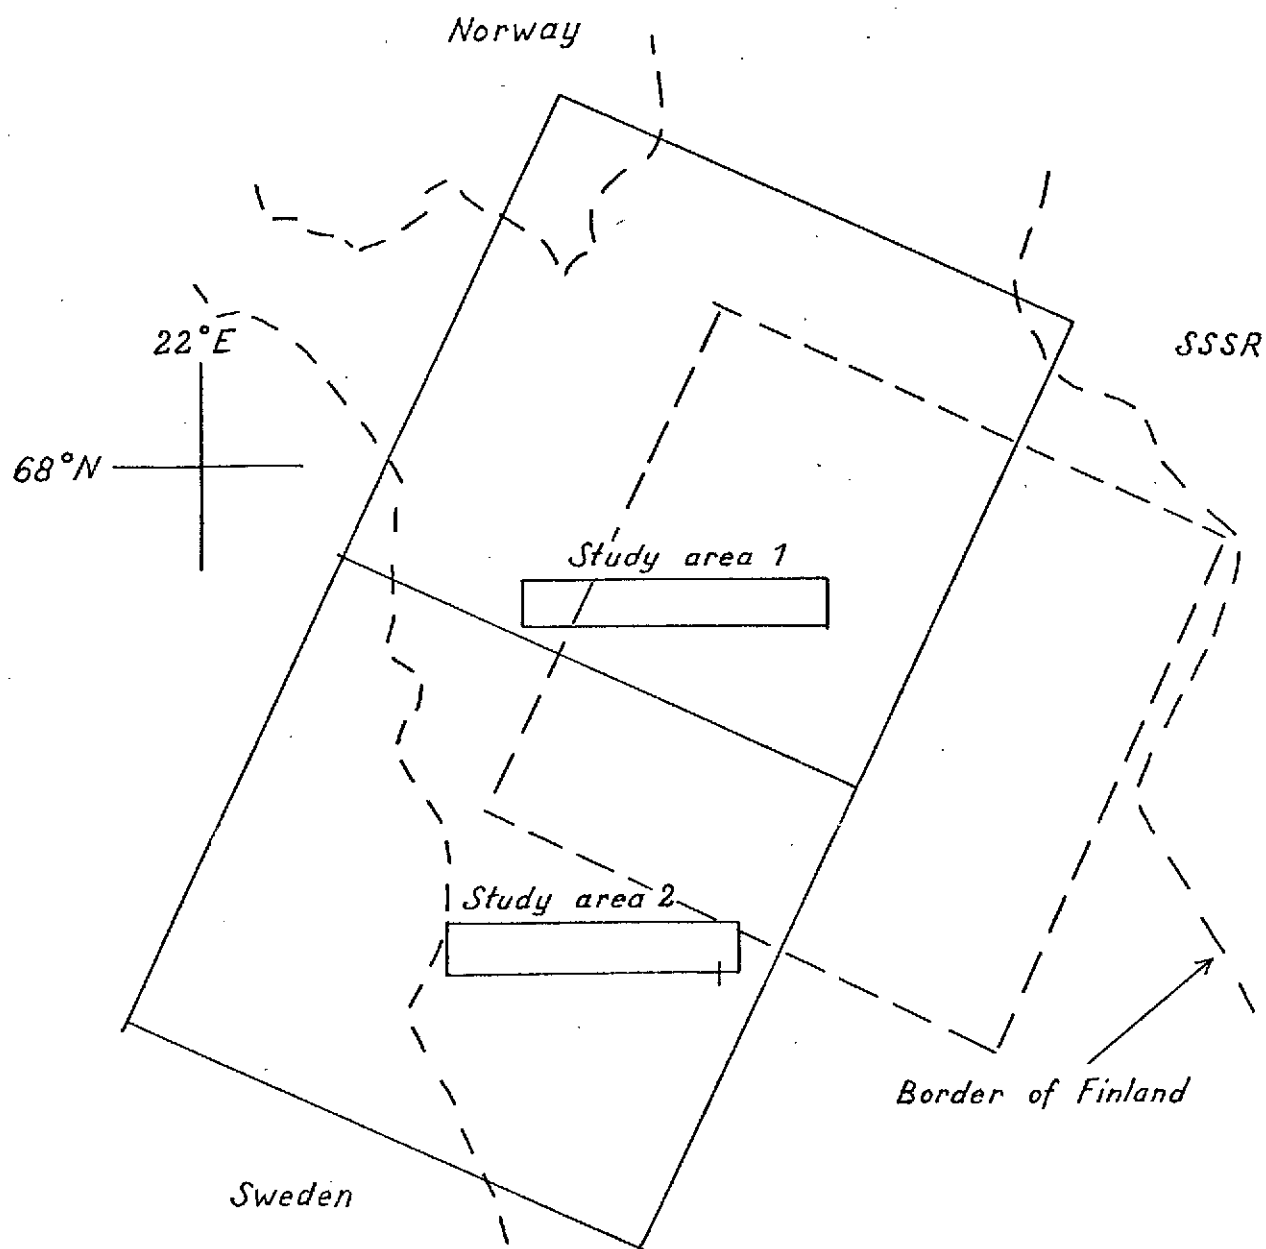 Norway
SSSR
22°E
68°N
Study area 1
Study area 2
Border of Finland
Sweden